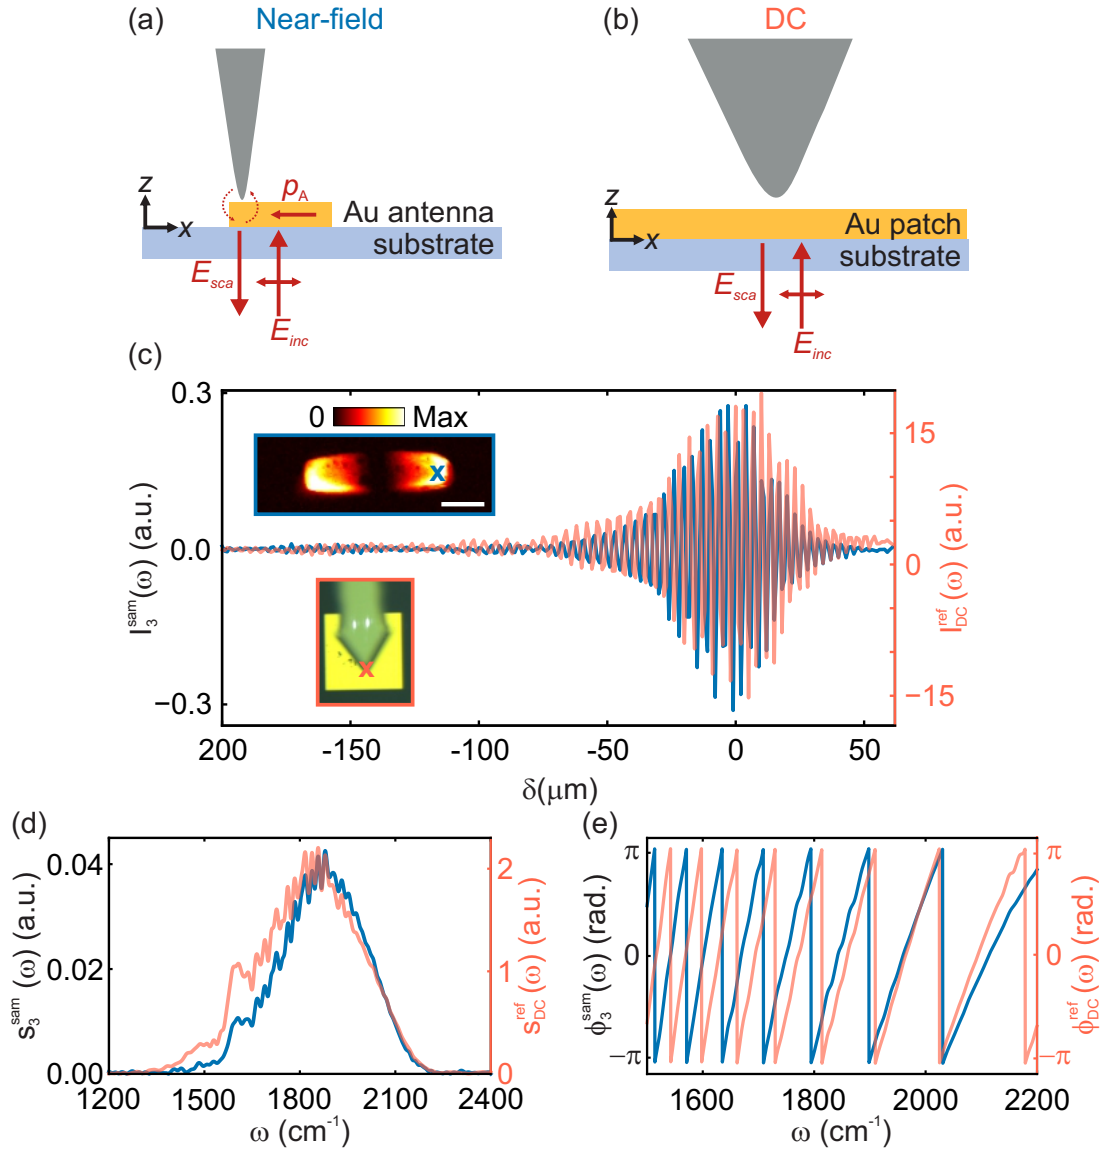 (a) Near-field
(b) DC
z
x
p_A
Au antenna
substrate
E_sca
E_inc
z
x
Au patch
substrate
E_sca
E_inc
(c)
0.3
0.0
−0.3
I_3^sam(ω) (a.u.)
0 Max
x
x
15
0
−15
I_DC^ref(ω) (a.u.)
200 -150 -100 -50 0 50
δ(μm)
(d)
0.04
0.02
0.00
s_3^sam (ω) (a.u.)
2
1
0
s_DC^ref (ω) (a.u.)
1200 1500 1800 2100 2400
ω (cm⁻¹)
(e)
π
0
−π
ϕ_3^sam(ω) (rad.)
π
0
−π
ϕ_DC^ref(ω) (rad.)
1600 1800 2000 2200
ω (cm⁻¹)